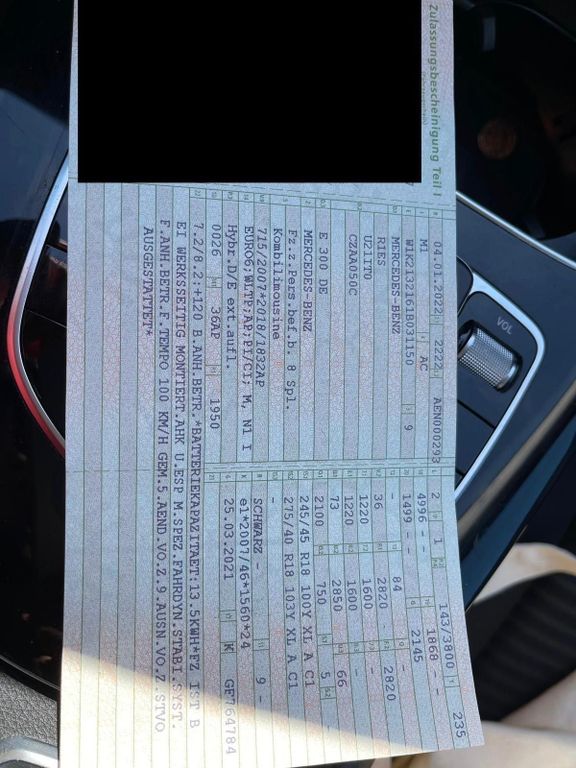 Zulassungsbescheinigung Teil I
04.01.2022 2222 AEN000293
M1 AC
W1K2132161B031150 9
MERCEDES-BENZ
R1ES
U21IT0
CZAA050C
E 300 DE
MERCEDES-BENZ
Fz.z.Pers.bef.b. 8 Spl.
Kombilimousine
715/2007*2018/1832AP
EURO6;WLTP;AP;PI/CI; M, N1 I
Hybr.D/E ext.aufl.
0026 36AP 1950
2 1 143/3800 235
4996 - - 1868 - -
1499 - - 2145
- 84 -
36 2820 2820
1220 1600 -
1220 1600 -
73 2850 66
2100 750 5 -
245/45 R18 100Y XL A C1
275/40 R18 103Y XL A C1
-
SCHWARZ - 9 -
e1*2007/46*1560*24
25.03.2021 K GF764784
7.2/8.2:+120 B.ANH.BETR.*BATTERIEKAPAZITAET:13.5KWH*FZ IST B
EI WERKSSEITIG MONTIERT.AHK U.ESP M.SPEZ.FAHRDYN.STABI.SYST.
F.ANH.BETR.F.TEMPO 100 KM/H GEM.5.AEND.VO.Z.9.AUSN.VO.Z.STVO
AUSGESTATTET*
VOL